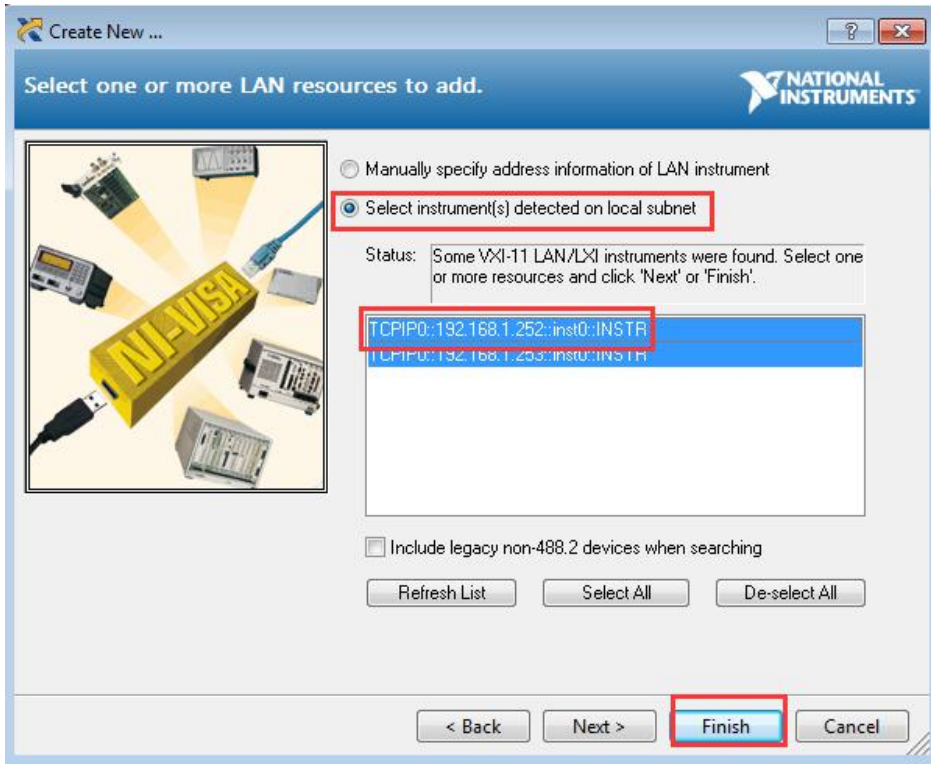 Create New ...
Select one or more LAN resources to add.
NATIONAL
INSTRUMENTS
Manually specify address information of LAN instrument
Select instrument(s) detected on local subnet
Status: Some VXI-11 LAN/LXI instruments were found. Select one
or more resources and click 'Next' or 'Finish'.
NI-VISA
TCPIP0::192.168.1.252::inst0::INSTR
TCPIP0::192.168.1.253::inst0::INSTR
Include legacy non-488.2 devices when searching
Refresh List Select All De-select All
< Back Next > Finish Cancel